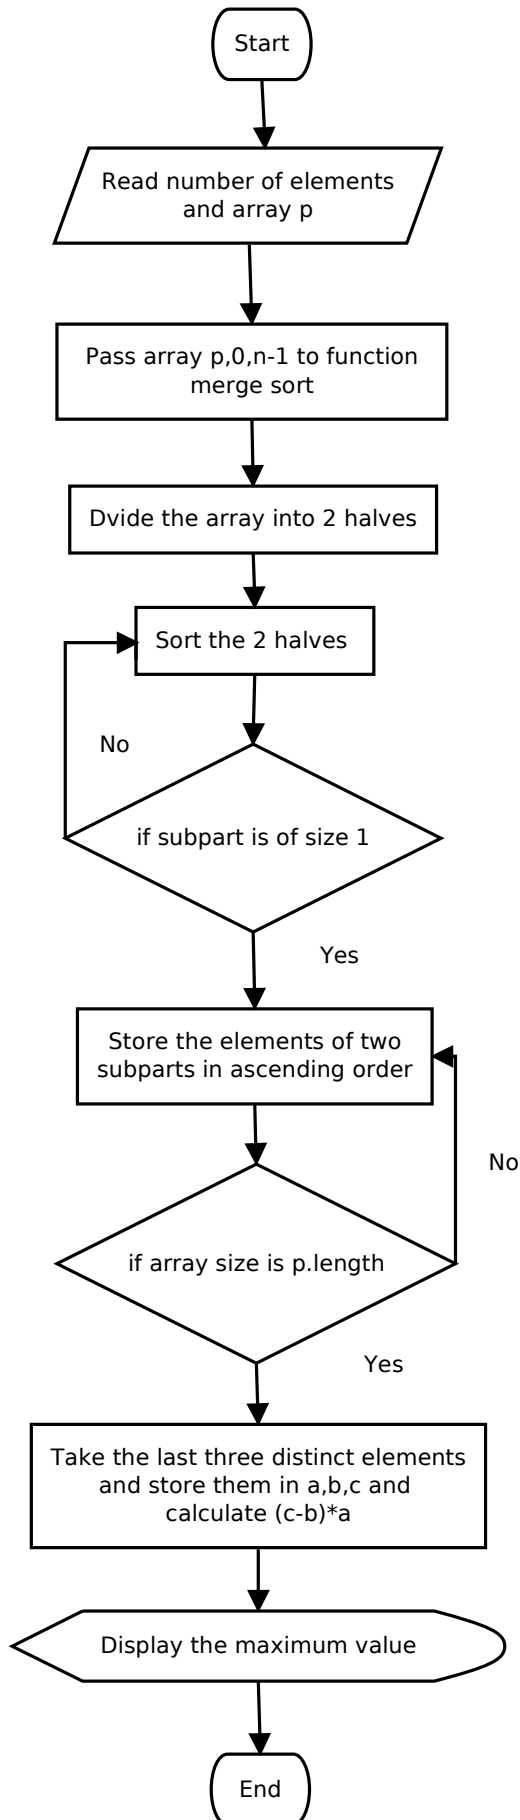 Start
Read number of elements
and array p
Pass array p,0,n-1 to function
merge sort
Dvide the array into 2 halves
Sort the 2 halves
No
if subpart is of size 1
Yes
Store the elements of two
subparts in ascending order
No
if array size is p.length
Yes
Take the last three distinct elements
and store them in a,b,c and
calculate (c-b)*a
Display the maximum value
End